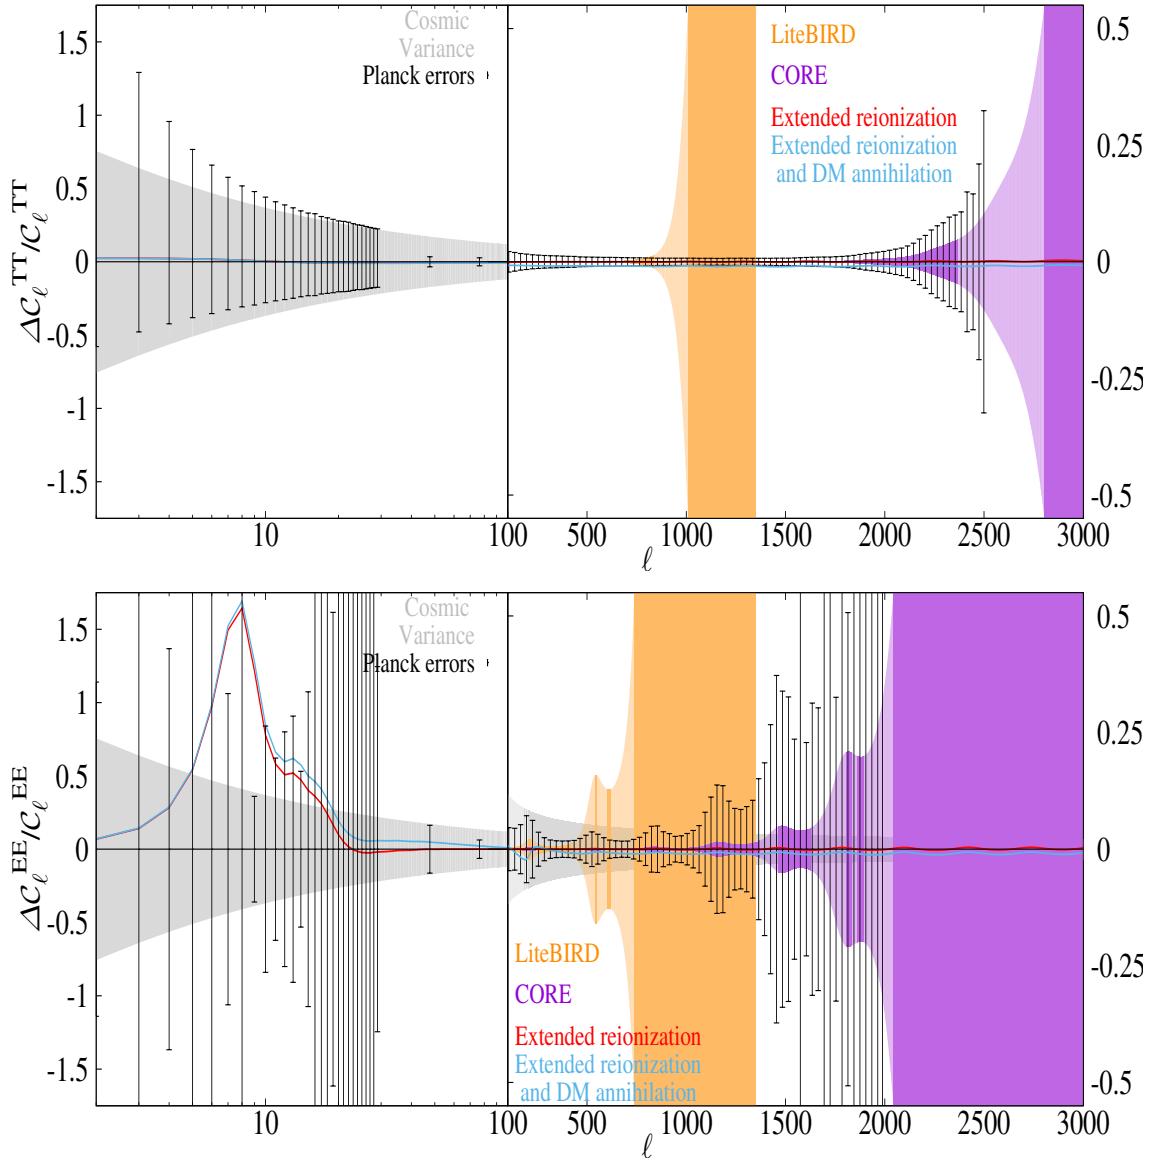 ΔC_ℓ^TT/C_ℓ^TT
1.5
1
0.5
0
-0.5
-1
-1.5
Cosmic
Variance
Planck errors
LiteBIRD
CORE
Extended reionization
Extended reionization
and DM annihilation
0.5
0.25
0
-0.25
-0.5
10
100
500
1000
1500
2000
2500
3000
ℓ
ΔC_ℓ^EE/C_ℓ^EE
1.5
1
0.5
0
-0.5
-1
-1.5
Cosmic
Variance
Planck errors
LiteBIRD
CORE
Extended reionization
Extended reionization
and DM annihilation
0.5
0.25
0
-0.25
-0.5
10
100
500
1000
1500
2000
2500
3000
ℓ